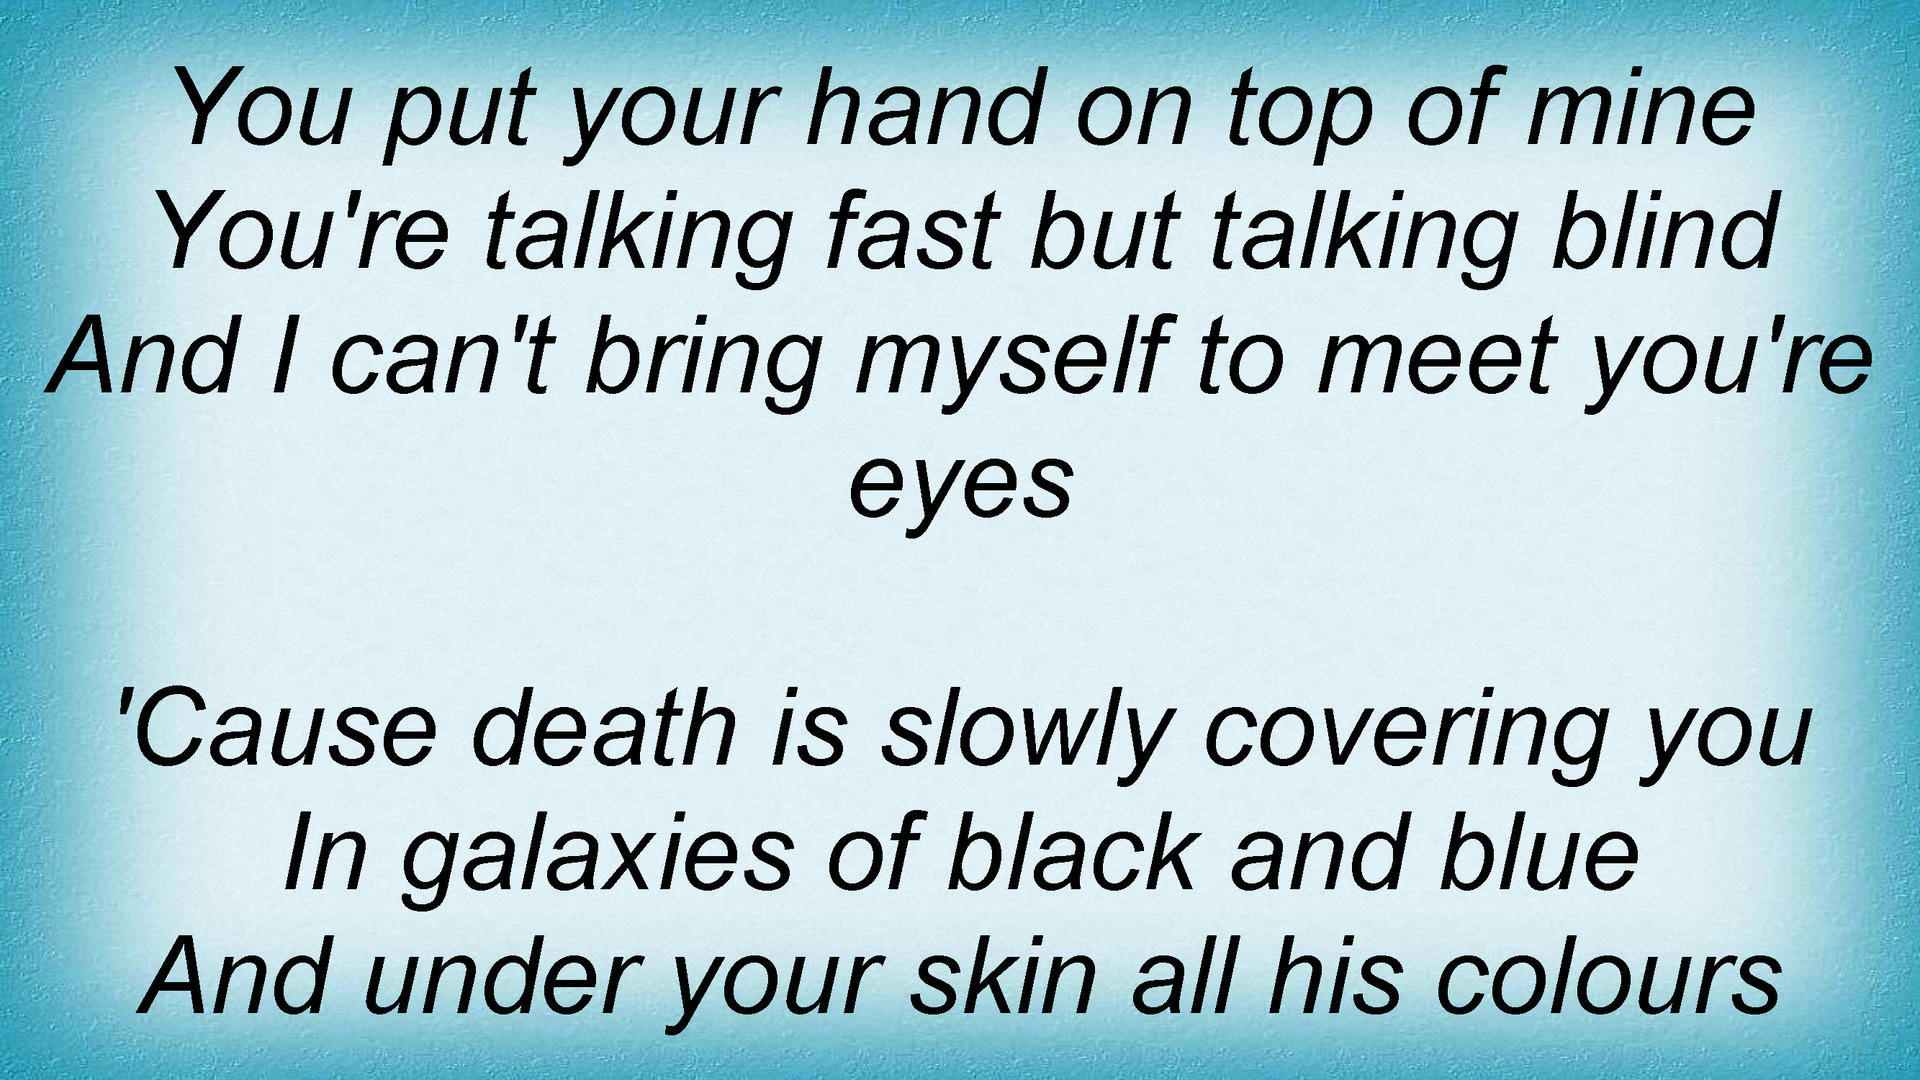 You put your hand on top of mine
You're talking fast but talking blind
And I can't bring myself to meet you're
eyes
'Cause death is slowly covering you
In galaxies of black and blue
And under your skin all his colours